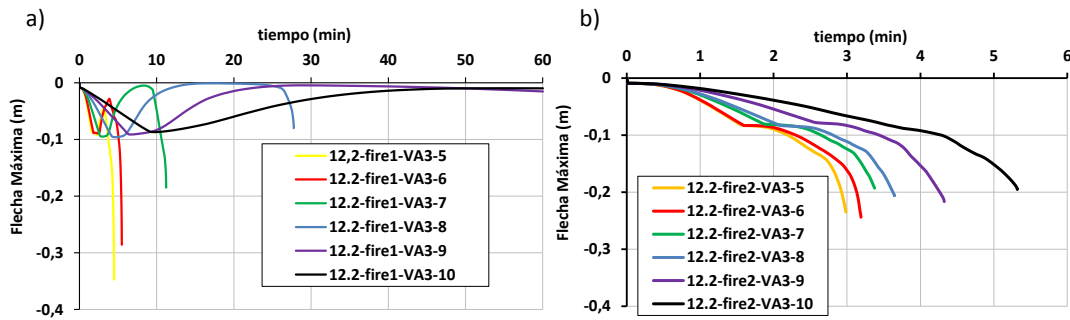 a)
tiempo (min)
0 10 20 30 40 50 60
0
-0,1
-0,2
-0,3
-0,4
Flecha Máxima (m)
12,2-fire1-VA3-5
12.2-fire1-VA3-6
12.2-fire1-VA3-7
12.2-fire1-VA3-8
12.2-fire1-VA3-9
12.2-fire1-VA3-10
b)
tiempo (min)
0 1 2 3 4 5 6
0
-0,1
-0,2
-0,3
-0,4
Flecha Máxima (m)
12.2-fire2-VA3-5
12.2-fire2-VA3-6
12.2-fire2-VA3-7
12.2-fire2-VA3-8
12.2-fire2-VA3-9
12.2-fire2-VA3-10